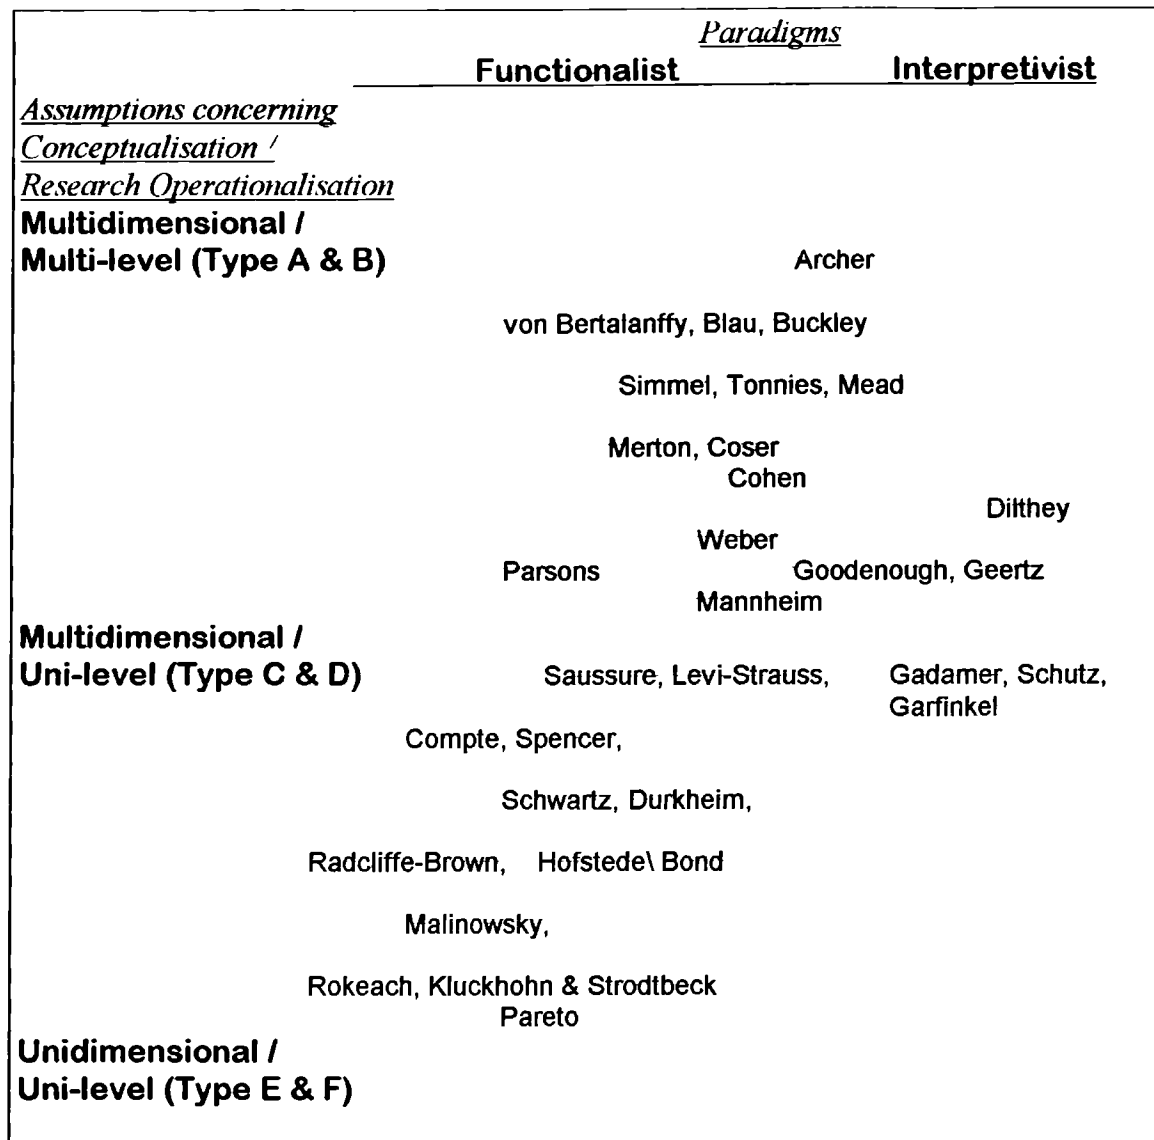 Paradigms
Functionalist Interpretivist
Assumptions concerning
Conceptualisation /
Research Operationalisation
Multidimensional /
Multi-level (Type A & B) Archer
von Bertalanffy, Blau, Buckley
Simmel, Tonnies, Mead
Merton, Coser
Cohen
Dilthey
Weber
Parsons Goodenough, Geertz
Mannheim
Multidimensional /
Uni-level (Type C & D) Saussure, Levi-Strauss, Gadamer, Schutz,
Garfinkel
Compte, Spencer,
Schwartz, Durkheim,
Radcliffe-Brown, Hofstede\ Bond
Malinowsky,
Rokeach, Kluckhohn & Strodtbeck
Pareto
Unidimensional /
Uni-level (Type E & F)